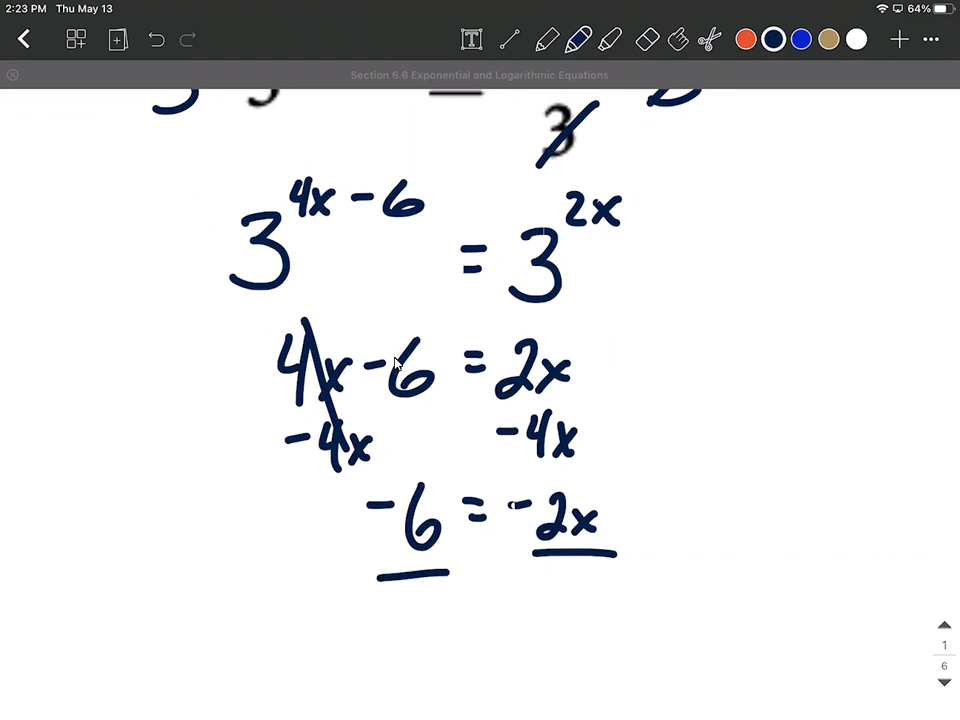 2:23 PM Thu May 13 64%
Section 6.6 Exponential and Logarithmic Equations
3
3^{4x - 6} = 3^{2x}
4x - 6 = 2x
- 4x - 4x
- 6 = - 2x
1
6